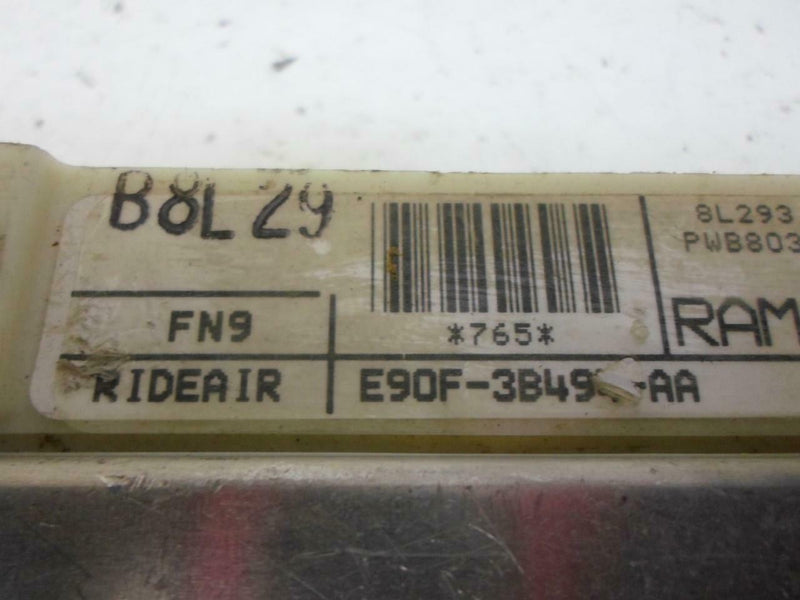 B8L29
8L293
PWB803
FN9
*765*
RAM
RIDEAIR